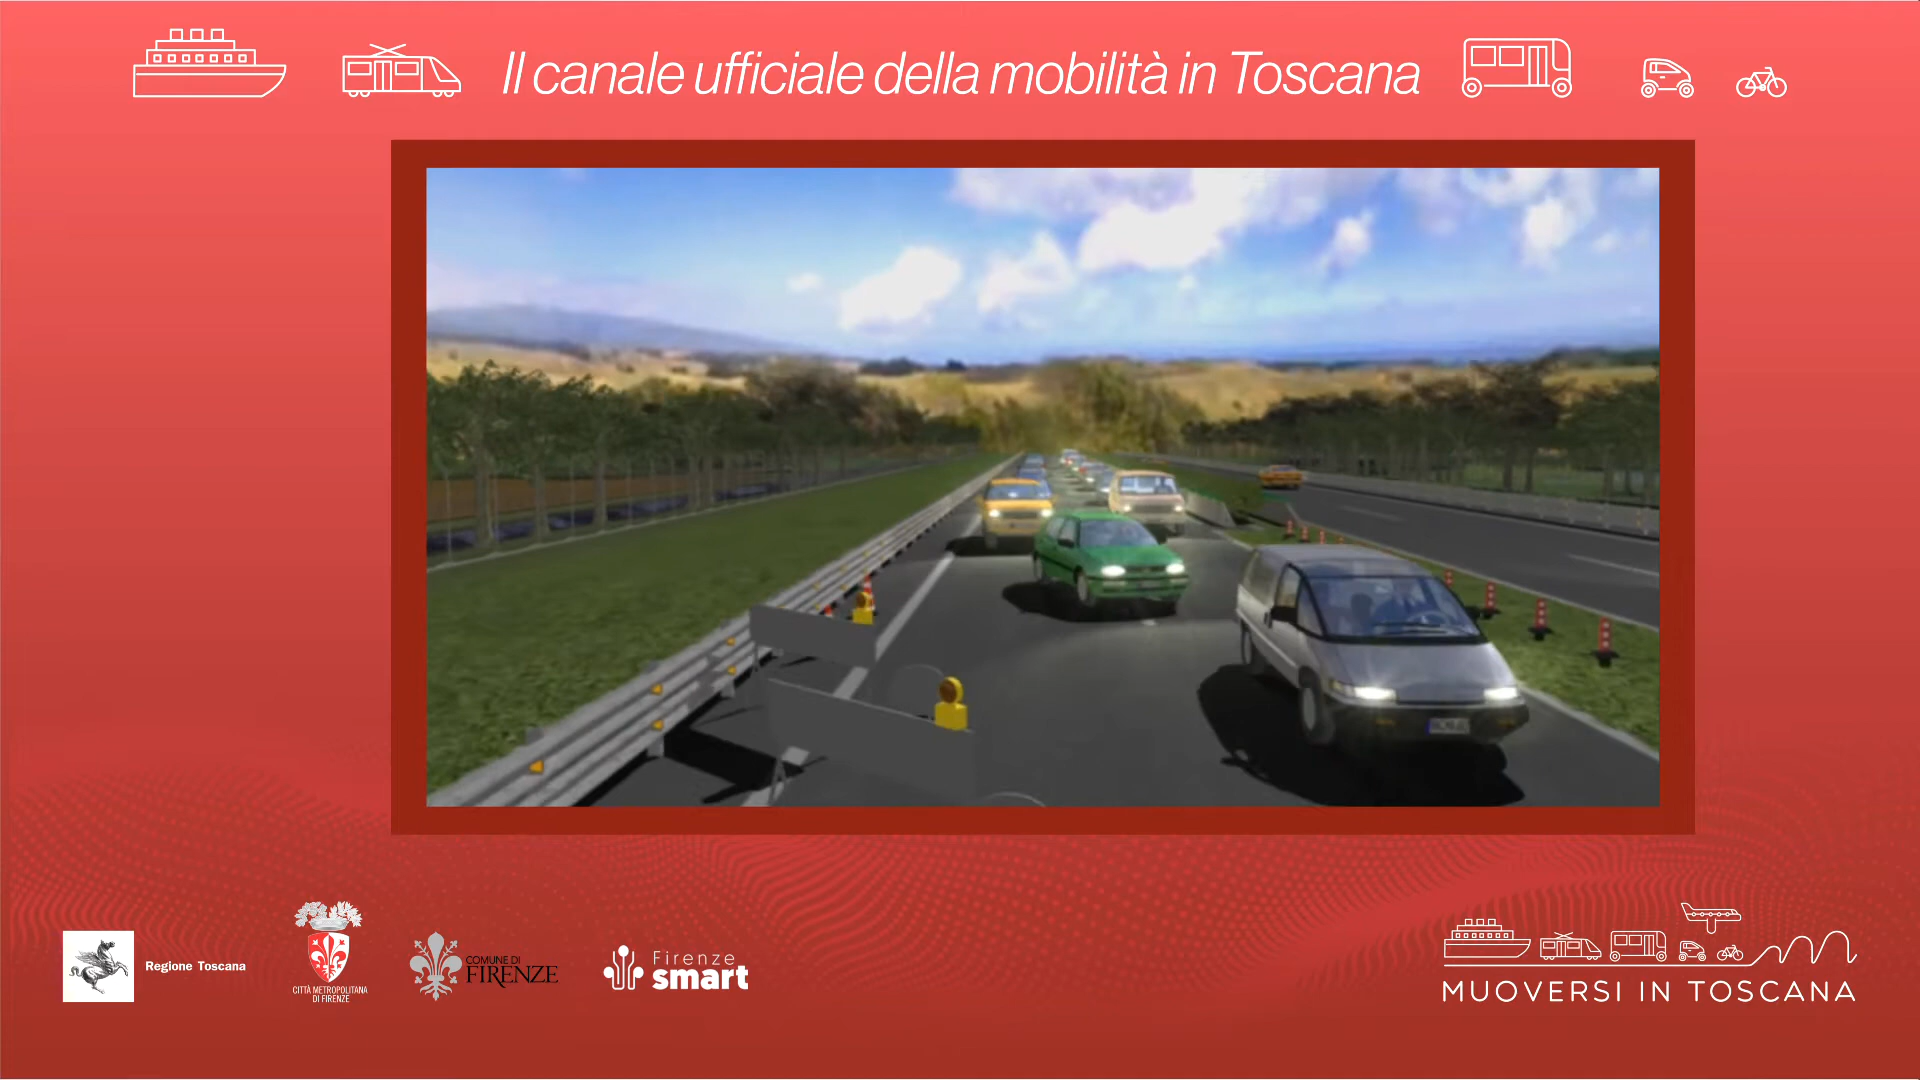 Il canale ufficiale della mobilità in Toscana
Regione Toscana
CITTÀ METROPOLITANA
DI FIRENZE
COMUNE DI
FIRENZE
Firenze
smart
MUOVERSI IN TOSCANA